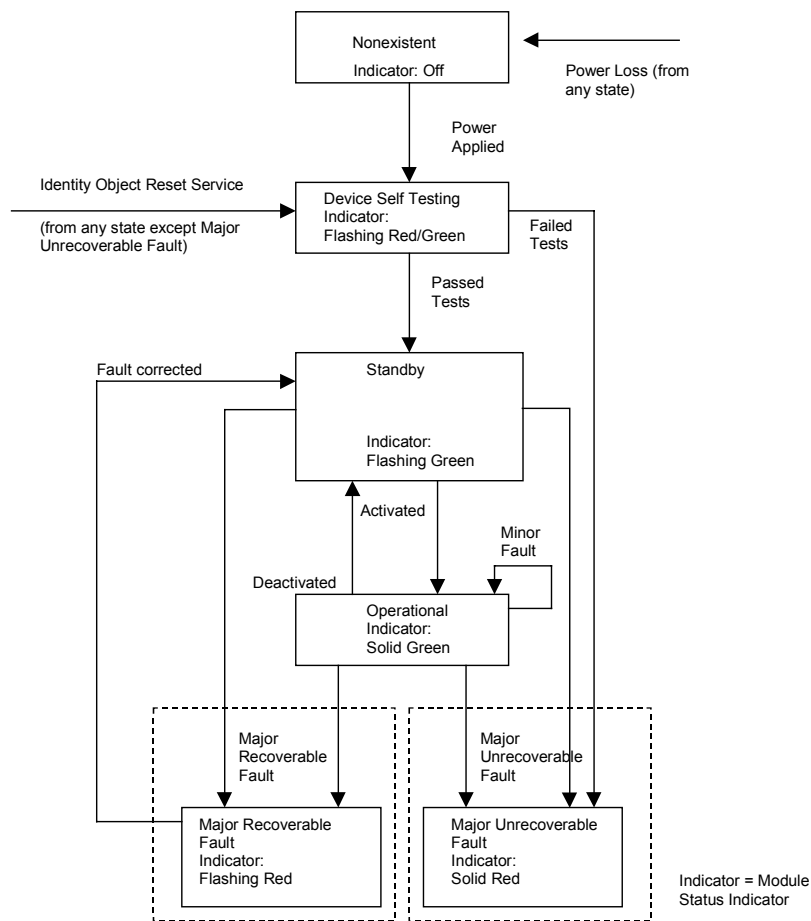 Nonexistent
Indicator: Off
Power Loss (from
any state)
Power
Applied
Identity Object Reset Service
(from any state except Major
Unrecoverable Fault)
Device Self Testing
Indicator:
Flashing Red/Green
Failed
Tests
Passed
Tests
Fault corrected
Standby
Indicator:
Flashing Green
Activated
Minor
Fault
Deactivated
Operational
Indicator:
Solid Green
Major
Recoverable
Fault
Major
Unrecoverable
Fault
Major Recoverable
Fault
Indicator:
Flashing Red
Major Unrecoverable
Fault
Indicator:
Solid Red
Indicator = Module
Status Indicator